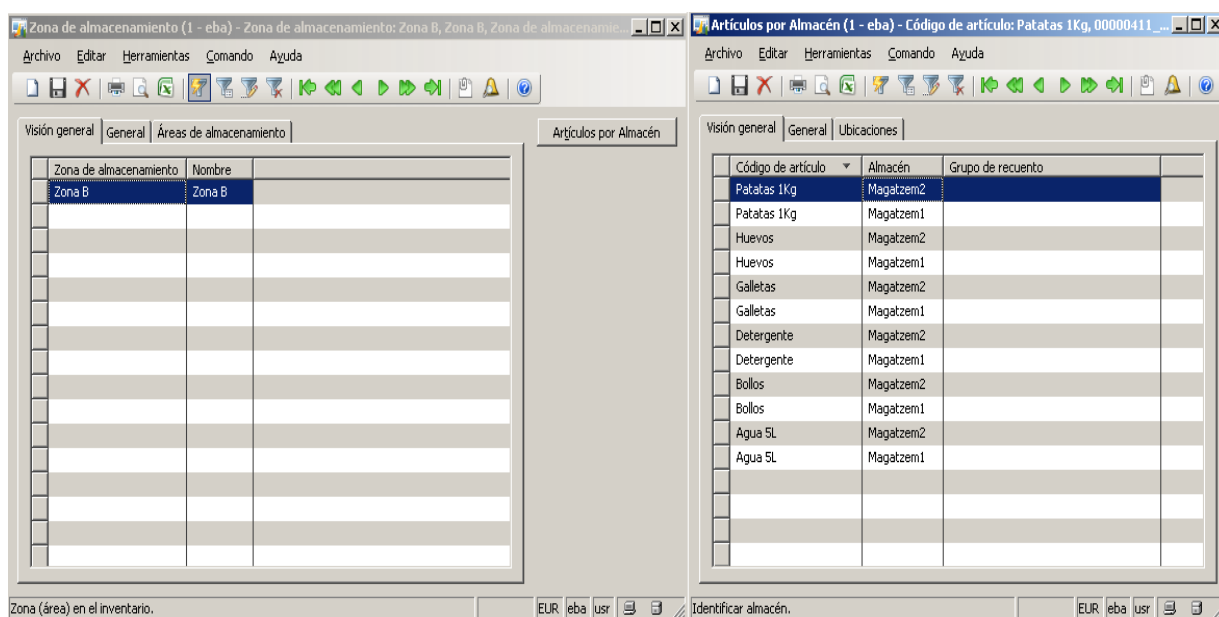 Zona de almacenamiento (1 - eba) - Zona de almacenamiento: Zona B, Zona B, Zona de almacenamie...
Archivo Editar Herramientas Comando Ayuda
Visión general General Áreas de almacenamiento
Artículos por Almacén
Zona de almacenamiento Nombre
Zona B Zona B
Zona (área) en el inventario.
EUR eba usr
Artículos por Almacén (1 - eba) - Código de artículo: Patatas 1Kg, 00000411_...
Archivo Editar Herramientas Comando Ayuda
Visión general General Ubicaciones
Código de artículo Almacén Grupo de recuento
Patatas 1Kg Magatzem2
Patatas 1Kg Magatzem1
Huevos Magatzem2
Huevos Magatzem1
Galletas Magatzem2
Galletas Magatzem1
Detergente Magatzem2
Detergente Magatzem1
Bollos Magatzem2
Bollos Magatzem1
Agua 5L Magatzem2
Agua 5L Magatzem1
Identificar almacén.
EUR eba usr